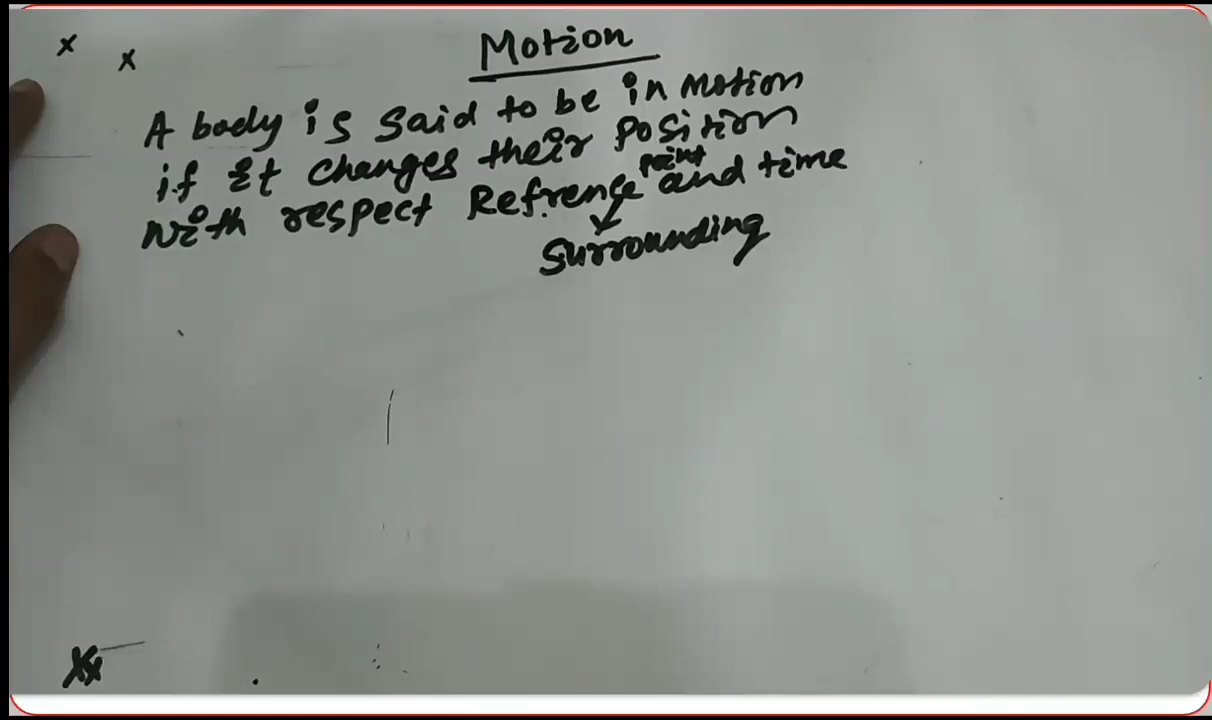 Motion
A body is said to be in motion
if it changes their position
with respect Refrence point and time
Surrounding